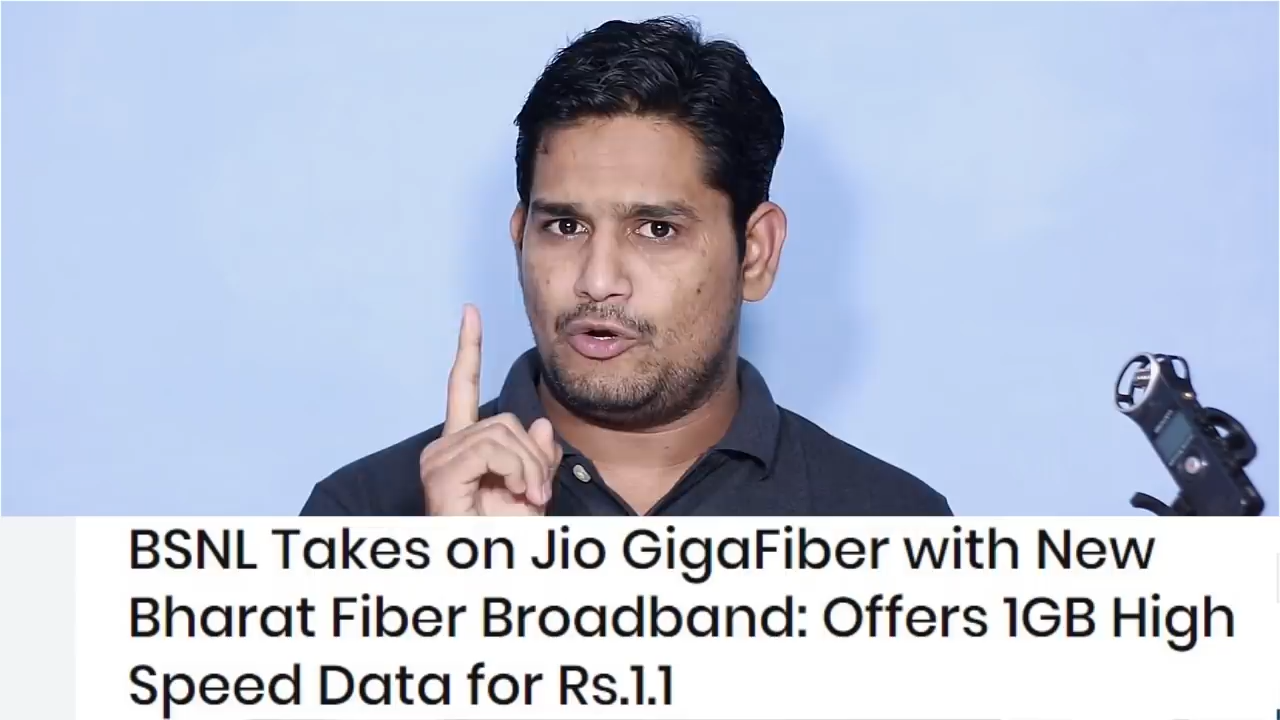 BSNL Takes on Jio GigaFiber with New
Bharat Fiber Broadband: Offers 1GB High
Speed Data for Rs.1.1